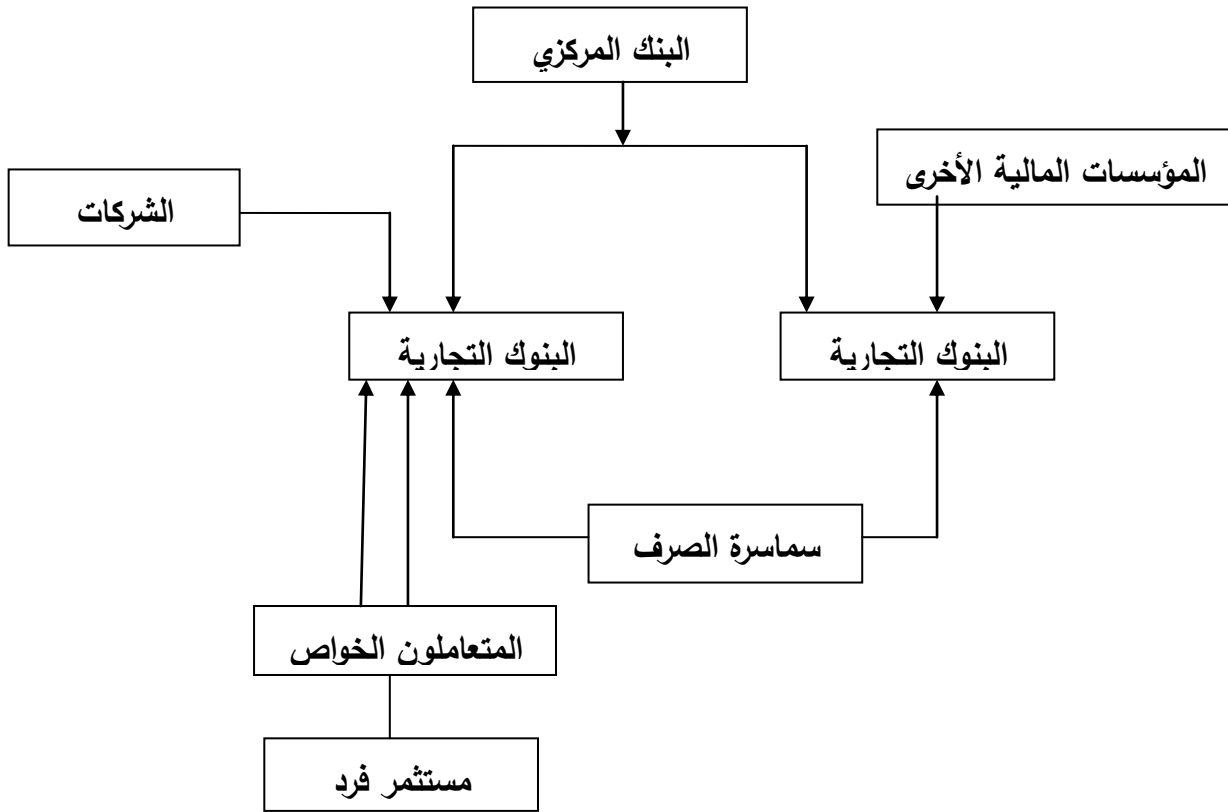 البنك المركزي
المؤسسات المالية الأخرى
الشركات
البنوك التجارية
البنوك التجارية
سماسرة الصرف
المتعاملون الخواص
مستثمر فرد